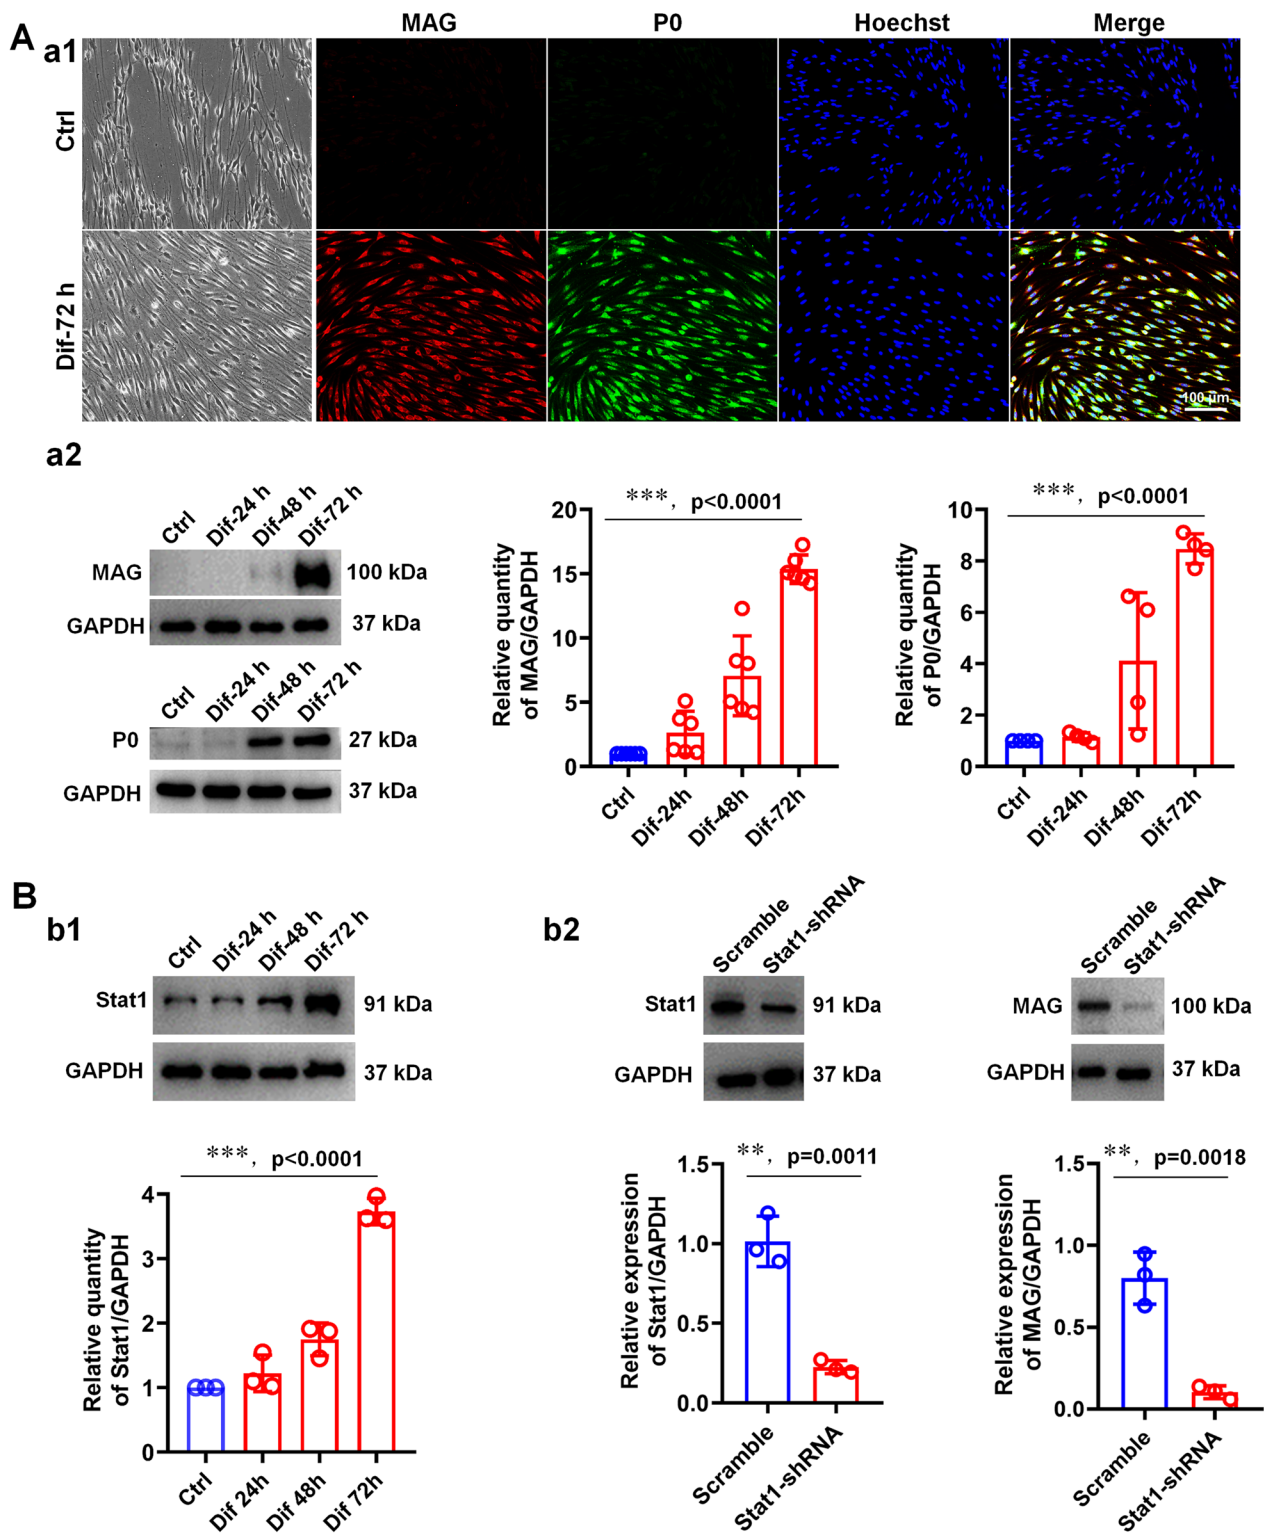 A
a1
MAG
P0
Hoechst
Merge
Ctrl
Dif-72 h
100 μm
a2
Ctrl
Dif-24 h
Dif-48 h
Dif-72 h
MAG
100 kDa
GAPDH
37 kDa
Ctrl
Dif-24 h
Dif-48 h
Dif-72 h
P0
27 kDa
GAPDH
37 kDa
***, p<0.0001
Relative quantity
of MAG/GAPDH
20
15
10
5
0
Ctrl
Dif-24h
Dif-48h
Dif-72h
***, p<0.0001
Relative quantity
of P0/GAPDH
10
8
6
4
2
0
Ctrl
Dif-24h
Dif-48h
Dif-72h
B
b1
Ctrl
Dif-24 h
Dif-48 h
Dif-72 h
Stat1
91 kDa
GAPDH
37 kDa
***, p<0.0001
Relative quantity
of Stat1/GAPDH
4
3
2
1
0
Ctrl
Dif 24h
Dif 48h
Dif 72h
b2
Scramble
Stat1-shRNA
Stat1
91 kDa
GAPDH
37 kDa
**, p=0.0011
Relative expression
of Stat1/GAPDH
1.5
1.0
0.5
0.0
Scramble
Stat1-shRNA
Scramble
Stat1-shRNA
MAG
100 kDa
GAPDH
37 kDa
**, p=0.0018
Relative expression
of MAG/GAPDH
1.5
1.0
0.5
0.0
Scramble
Stat1-shRNA